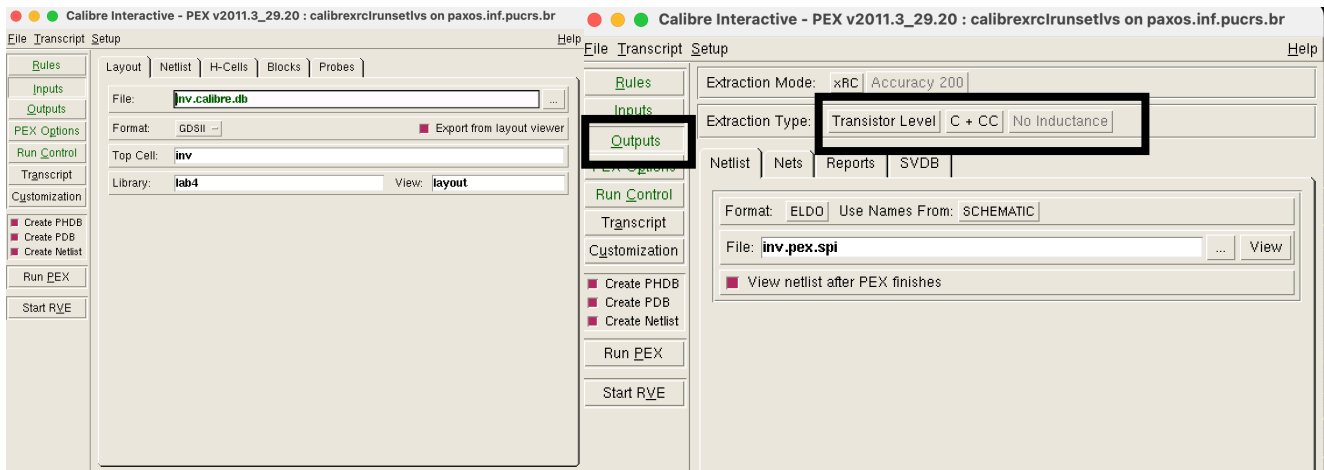 Calibre Interactive - PEX v2011.3_29.20 : calibrexrclrunsetlvs on paxos.inf.pucrs.br
File Transcript Setup Help
Rules
Inputs
Outputs
PEX Options
Run Control
Transcript
Customization
Create PHDB
Create PDB
Create Netlist
Run PEX
Start RVE
Layout Netlist H-Cells Blocks Probes
File: inv.calibre.db ...
Format: GDSII Export from layout viewer
Top Cell: inv
Library: lab4 View: layout
Calibre Interactive - PEX v2011.3_29.20 : calibrexrclrunsetlvs on paxos.inf.pucrs.br
File Transcript Setup Help
Rules
Inputs
Outputs
PEX Options
Run Control
Transcript
Customization
Create PHDB
Create PDB
Create Netlist
Run PEX
Start RVE
Extraction Mode: xRC Accuracy 200
Extraction Type: Transistor Level C + CC No Inductance
Netlist Nets Reports SVDB
Format: ELDO Use Names From: SCHEMATIC
File: inv.pex.spi ... View
View netlist after PEX finishes